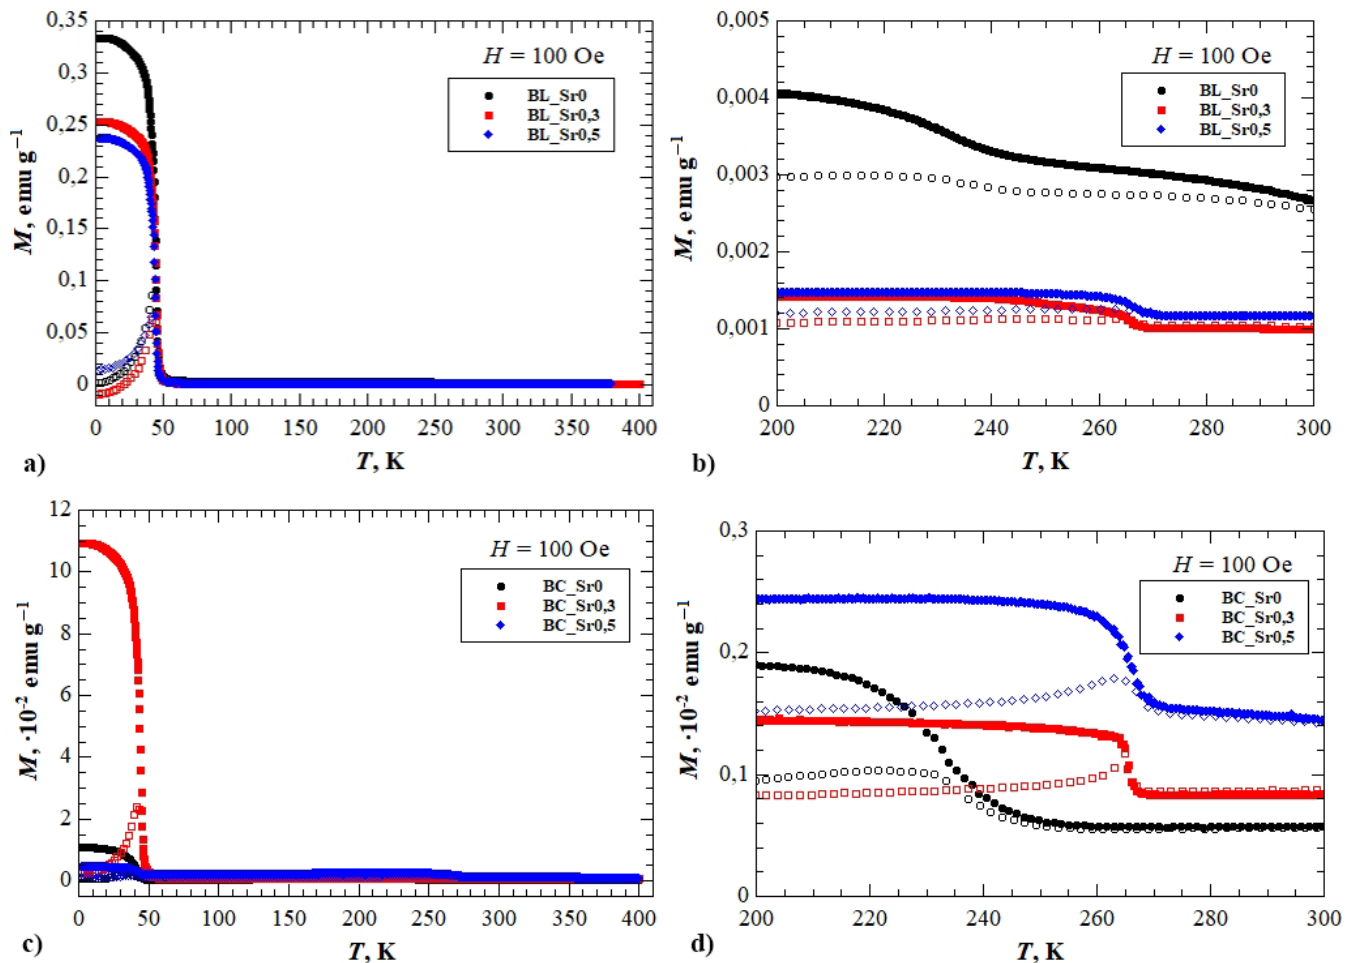 0,35
0,3
0,25
0,2
0,15
0,1
0,05
0
M, emu g⁻¹
H = 100 Oe
BL_Sr0
BL_Sr0,3
BL_Sr0,5
0 50 100 150 200 250 300 350 400
T, K
a)
0,005
0,004
0,003
0,002
0,001
0
M, emu g⁻¹
H = 100 Oe
BL_Sr0
BL_Sr0,3
BL_Sr0,5
200 220 240 260 280 300
T, K
b)
12
10
8
6
4
2
0
M, ·10⁻² emu g⁻¹
H = 100 Oe
BC_Sr0
BC_Sr0,3
BC_Sr0,5
0 50 100 150 200 250 300 350 400
T, K
c)
0,3
0,2
0,1
0
M, ·10⁻² emu g⁻¹
H = 100 Oe
BC_Sr0
BC_Sr0,3
BC_Sr0,5
200 220 240 260 280 300
T, K
d)